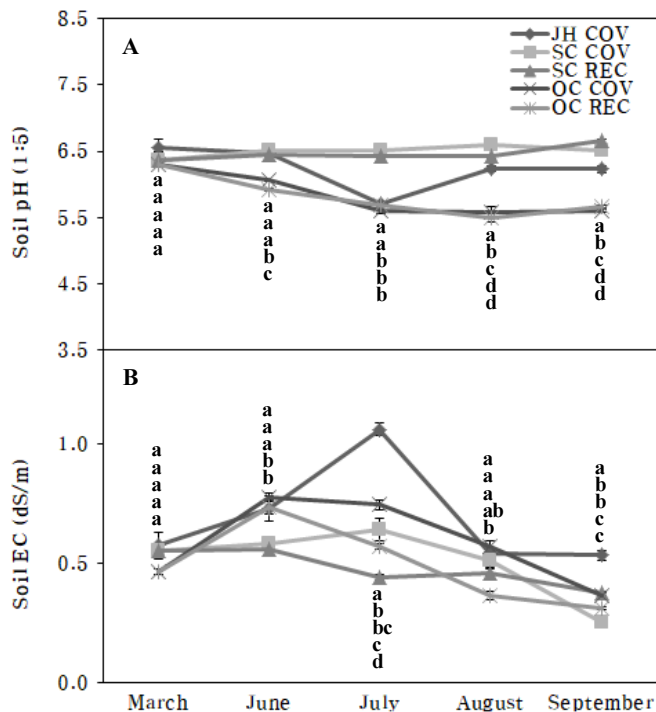 A
JH COV
SC COV
SC REC
OC COV
OC REC
Soil pH (1:5)
8.5
7.5
6.5
5.5
4.5
3.5
a
a
a
a
a
a
a
a
b
c
a
a
b
b
b
a
b
c
d
d
a
b
c
d
d
B
Soil EC (dS/m)
1.0
0.5
0.0
a
a
a
a
a
a
a
a
b
b
a
b
bc
c
d
a
a
a
ab
b
a
b
b
c
c
March June July August September